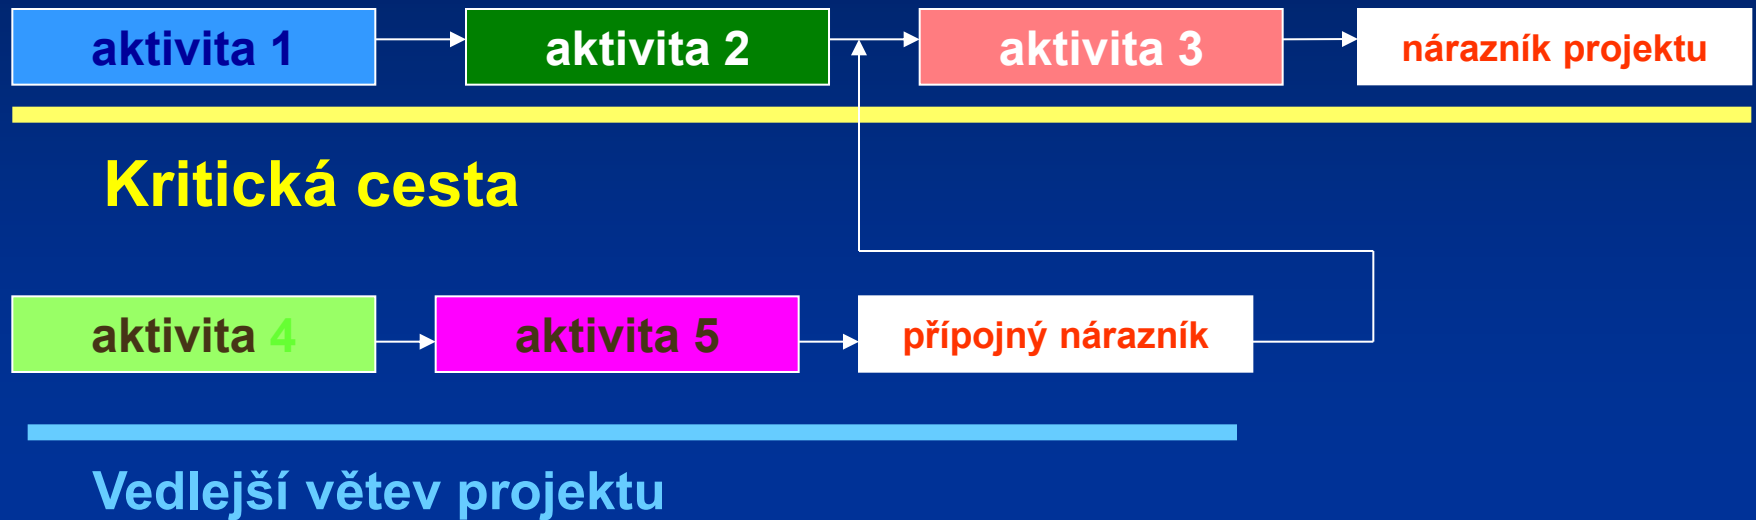 aktivita 1
aktivita 2
aktivita 3
nárazník projektu
Kritická cesta
aktivita 4
aktivita 5
přípojný nárazník
Vedlejší větev projektu